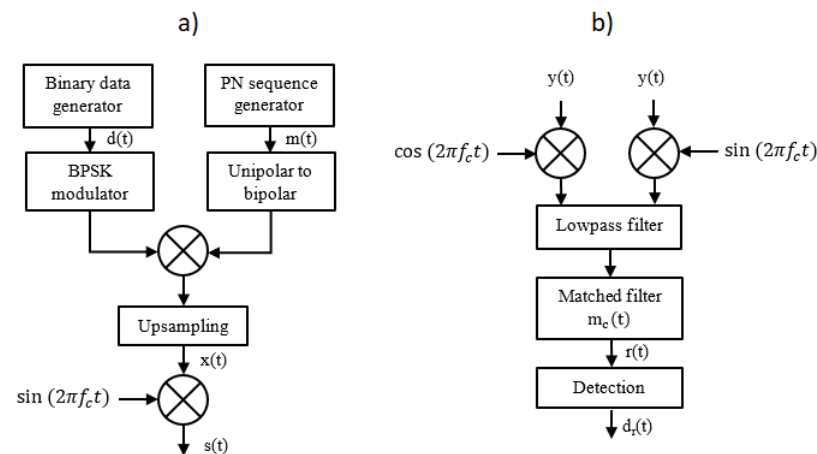 a)
Binary data
generator
PN sequence
generator
d(t)
m(t)
BPSK
modulator
Unipolar to
bipolar
Upsampling
x(t)
sin (2πf_ct)
s(t)
b)
y(t)
y(t)
cos (2πf_ct)
sin (2πf_ct)
Lowpass filter
Matched filter
m_c(t)
r(t)
Detection
d_r(t)